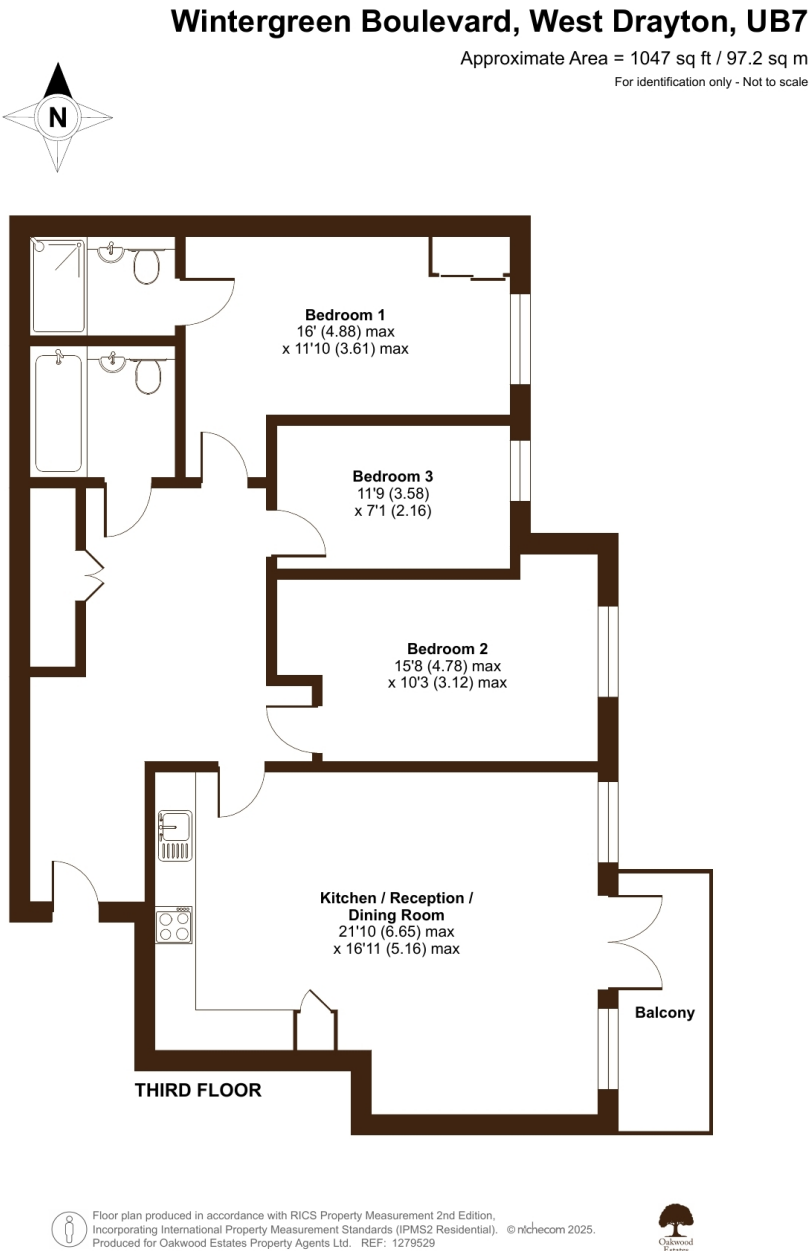 Wintergreen Boulevard, West Drayton, UB7
Approximate Area = 1047 sq ft / 97.2 sq m
For identification only - Not to scale
N
Bedroom 1
16' (4.88) max
x 11'10 (3.61) max
Bedroom 3
11'9 (3.58)
x 7'1 (2.16)
Bedroom 2
15'8 (4.78) max
x 10'3 (3.12) max
Kitchen / Reception /
Dining Room
21'10 (6.65) max
x 16'11 (5.16) max
Balcony
THIRD FLOOR
Floor plan produced in accordance with RICS Property Measurement 2nd Edition,
Incorporating International Property Measurement Standards (IPMS2 Residential). © nichecom 2025.
Produced for Oakwood Estates Property Agents Ltd. REF: 1279529
Oakwood
Estates